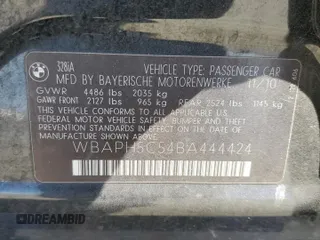 328iA VEHICLE TYPE: PASSENGER CAR
MFD BY BAYERISCHE MOTORENWERKE 11/10
GVWR 4486 lbs 2035 kg
GAWR FRONT 2127 lbs 965 kg REAR 2524 lbs 1145 kg
THIS VEHICLE CONFORMS TO ALL APPLICABLE FEDERAL
MOTOR VEHICLE SAFETY, BUMPER, AND THEFT PREVENTION
STANDARDS IN EFFECT ON THE DATE OF
MANUFACTURE SHOWN ABOVE.
WBAPH5C54BA444424
DREAMBID